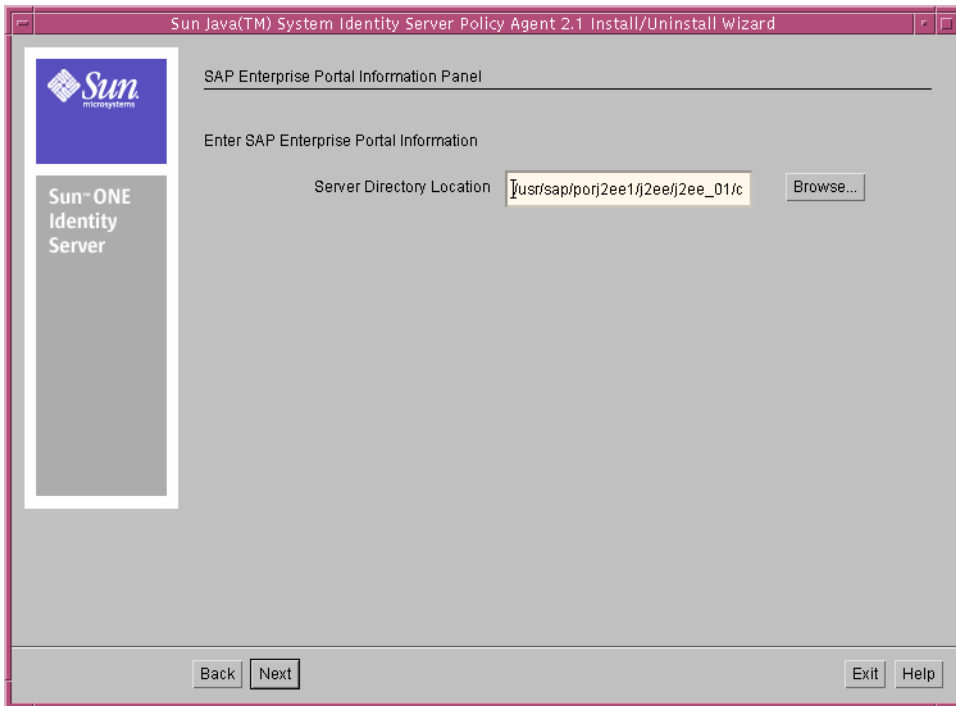 Sun Java(TM) System Identity Server Policy Agent 2.1 Install/Uninstall Wizard
Sun
microsystems
Sun™ ONE
Identity
Server
SAP Enterprise Portal Information Panel
Enter SAP Enterprise Portal Information
Server Directory Location /usr/sap/porj2ee1/j2ee/j2ee_01/c Browse...
Back Next Exit Help